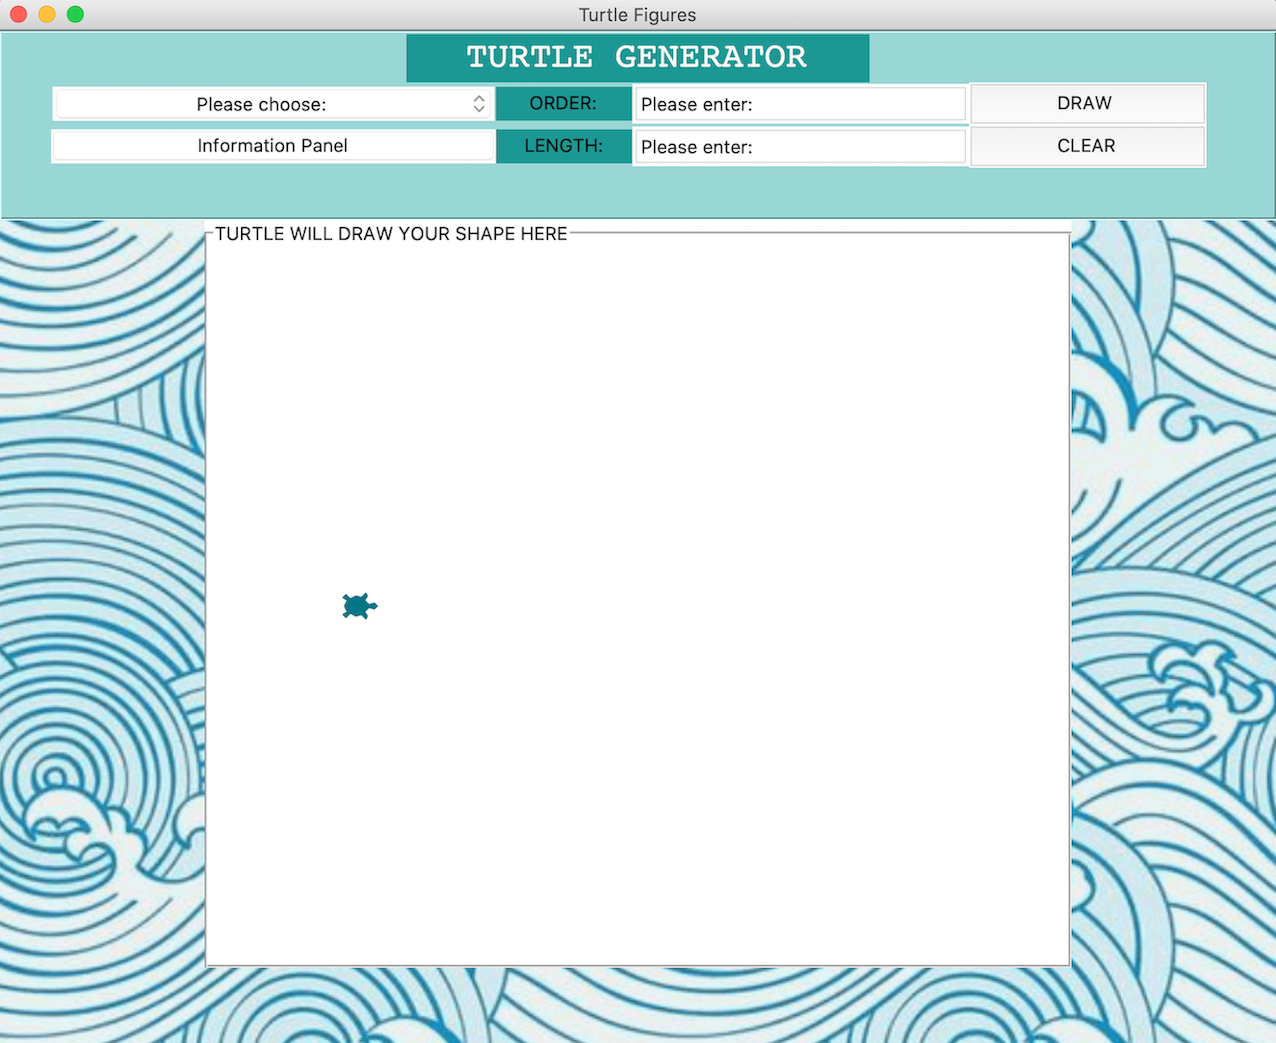 Turtle Figures
TURTLE GENERATOR
Please choose: ORDER: Please enter: DRAW
Information Panel LENGTH: Please enter: CLEAR
TURTLE WILL DRAW YOUR SHAPE HERE